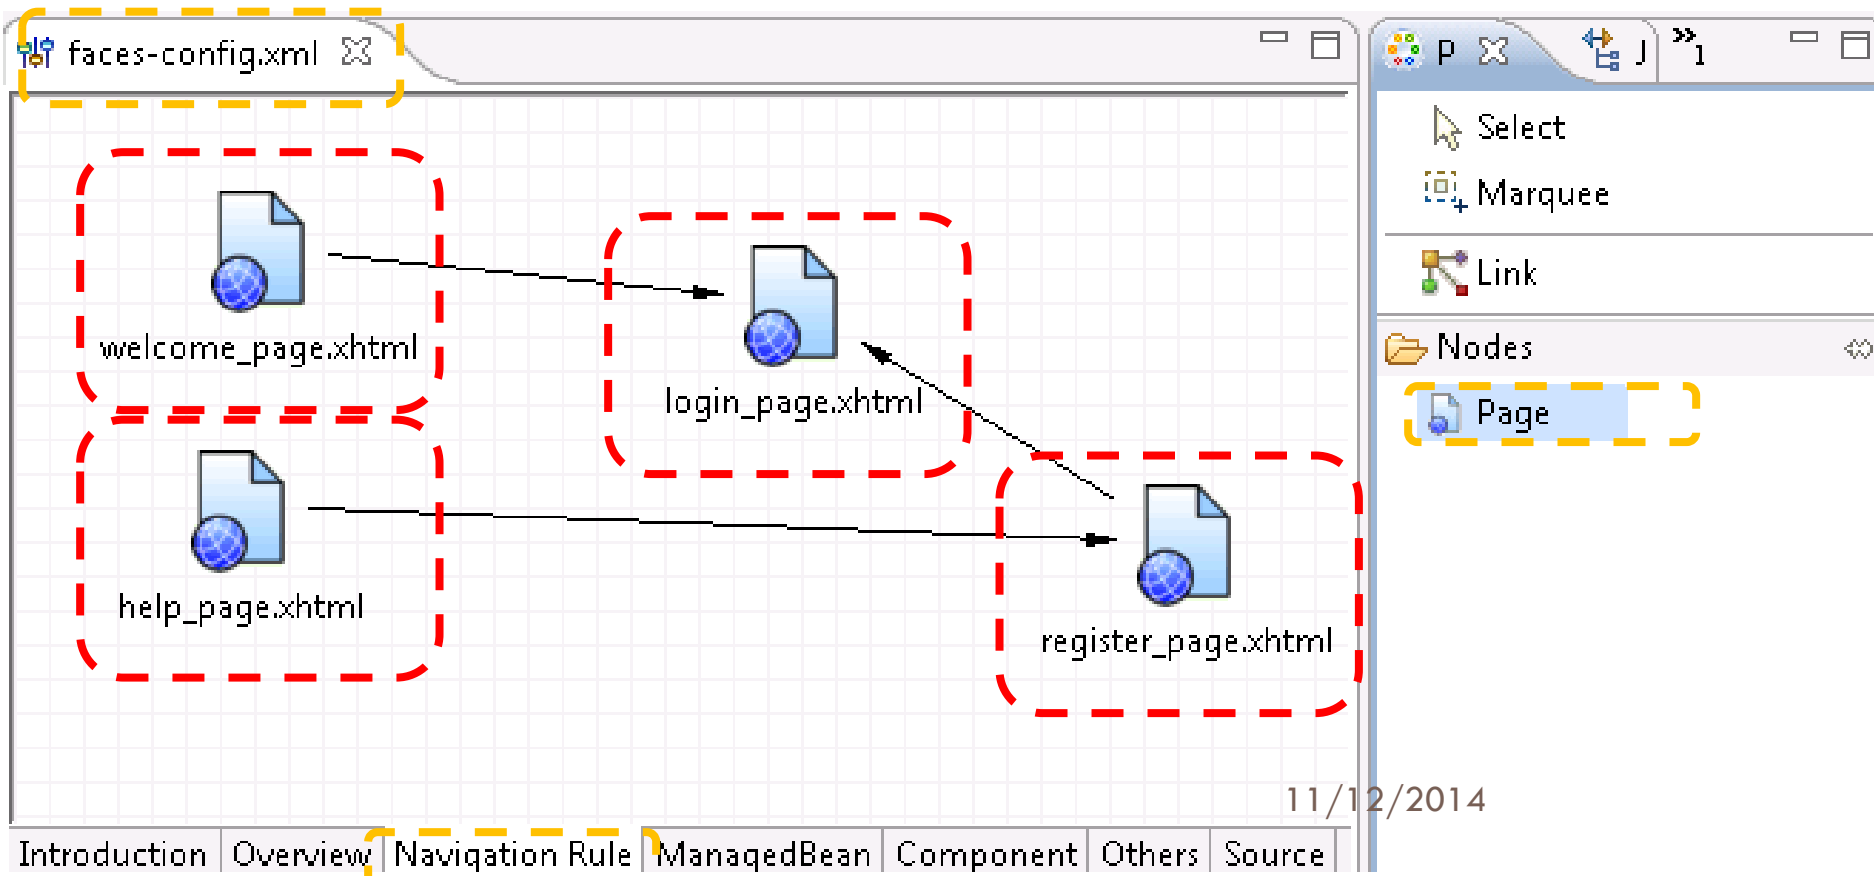 faces-config.xml
P
J
»1
Select
Marquee
Link
Nodes
Page
welcome_page.xhtml
login_page.xhtml
help_page.xhtml
register_page.xhtml
11/12/2014
Introduction Overview Navigation Rule ManagedBean Component Others Source